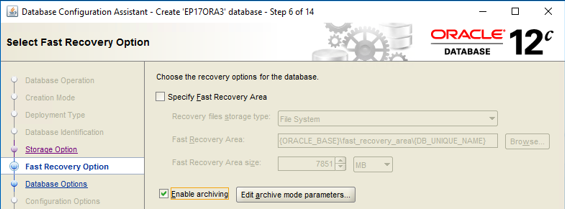 Database Configuration Assistant - Create 'EP17ORA3' database - Step 6 of 14
Select Fast Recovery Option
ORACLE
DATABASE
12c
Database Operation
Creation Mode
Deployment Type
Database Identification
Storage Option
Fast Recovery Option
Database Options
Configuration Options
Choose the recovery options for the database.
Specify Fast Recovery Area
Recovery files storage type:
File System
Fast Recovery Area:
{ORACLE_BASE}\fast_recovery_area\{DB_UNIQUE_NAME}
Browse...
Fast Recovery Area size:
7851
MB
Enable archiving
Edit archive mode parameters...